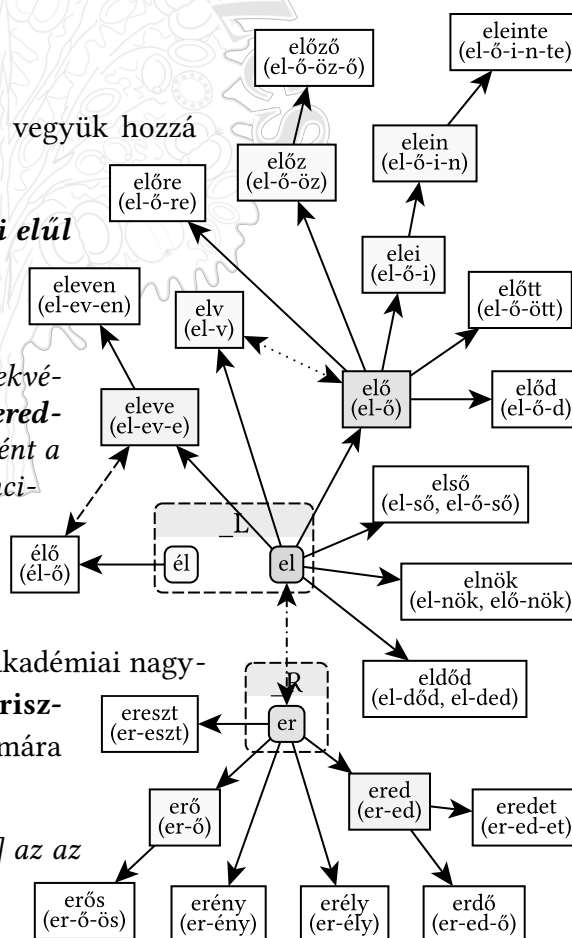 eleinte
(el-ő-i-n-te)
előző
(el-ő-öz-ő)
vegyük hozzá
elein
(el-ő-i-n)
előz
(el-ő-öz)
előre
(el-ő-re)
i elűl
elei
(el-ő-i)
eleven
(el-ev-en)
előtt
(el-ő-ött)
elv
(el-v)
ekvé-
elő
(el-ő)
előd
(el-ő-d)
eleve
(el-ev-e)
ered-
ént a
nci-
első
(el-ső, el-ő-ső)
_L
élő
(él-ő)
él
el
elnök
(el-nök, elő-nök)
akadémiai nagy-
eldőd
(el-dőd, el-ded)
_R
risz-
ereszt
(er-eszt)
er
mára
ered
(er-ed)
erő
(er-ő)
eredet
(er-ed-et)
] az az
erős
(er-ő-ös)
erény
(er-ény)
erély
(er-ély)
erdő
(er-ed-ő)